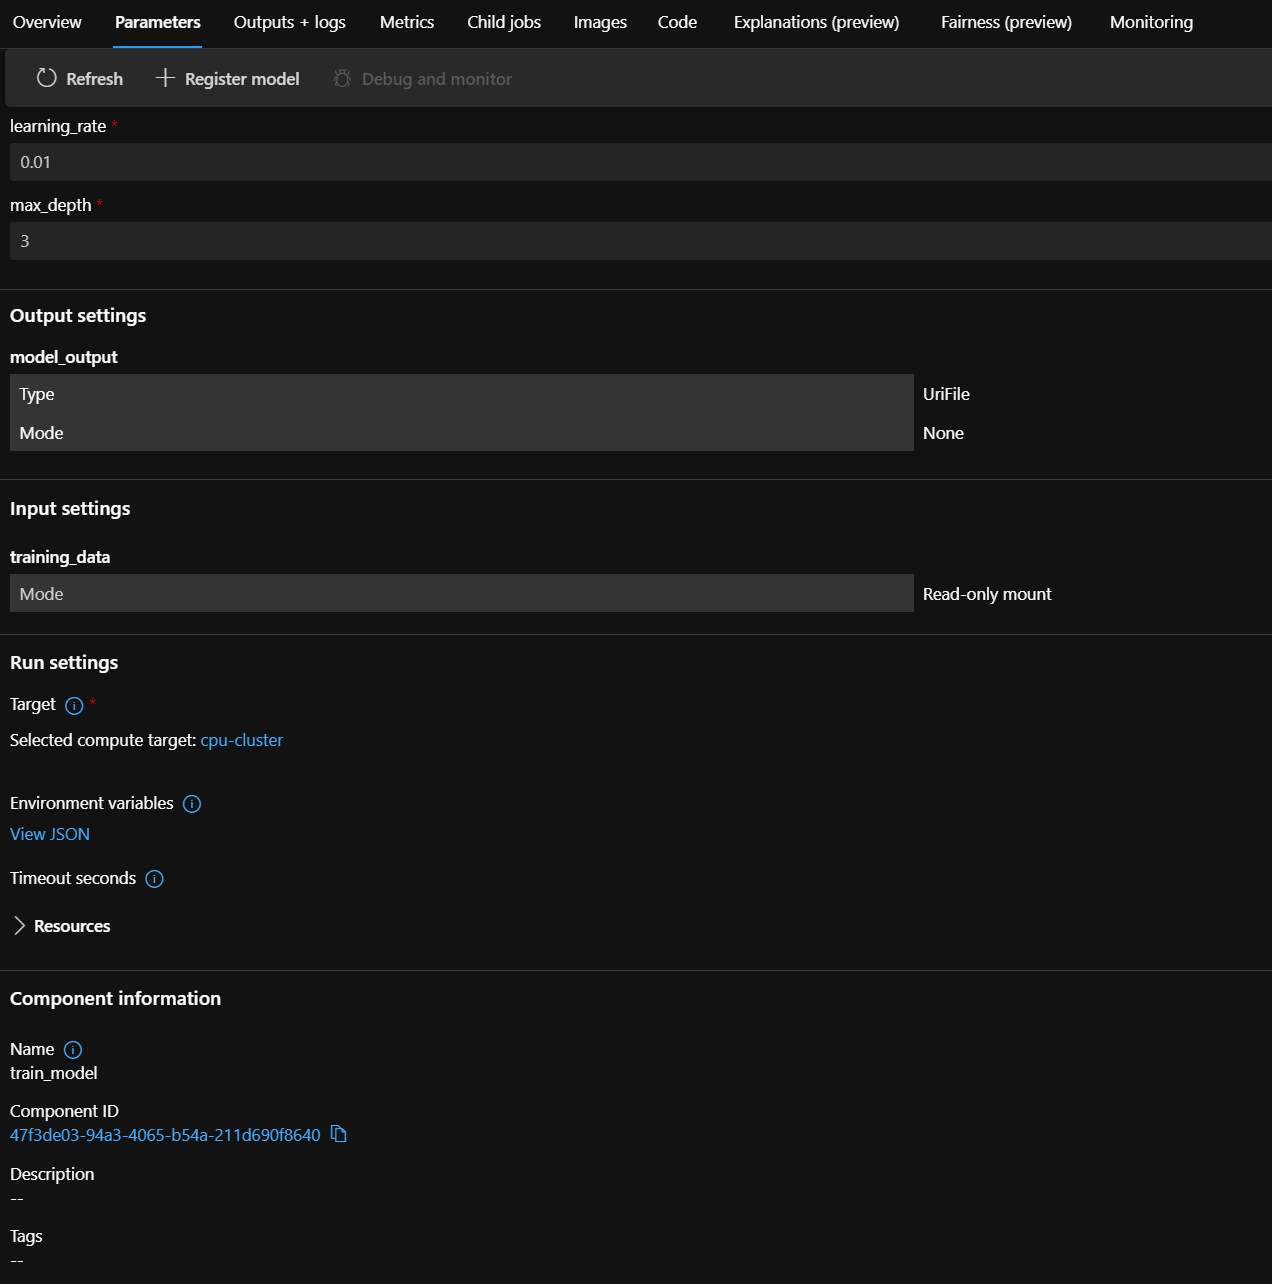 Overview Parameters Outputs + logs Metrics Child jobs Images Code Explanations (preview) Fairness (preview) Monitoring
Refresh Register model Debug and monitor
learning_rate *
0.01
max_depth *
3
Output settings
model_output
Type UriFile
Mode None
Input settings
training_data
Mode Read-only mount
Run settings
Target *
Selected compute target: cpu-cluster
Environment variables
View JSON
Timeout seconds
Resources
Component information
Name
train_model
Component ID
47f3de03-94a3-4065-b54a-211d690f8640
Description
--
Tags
--